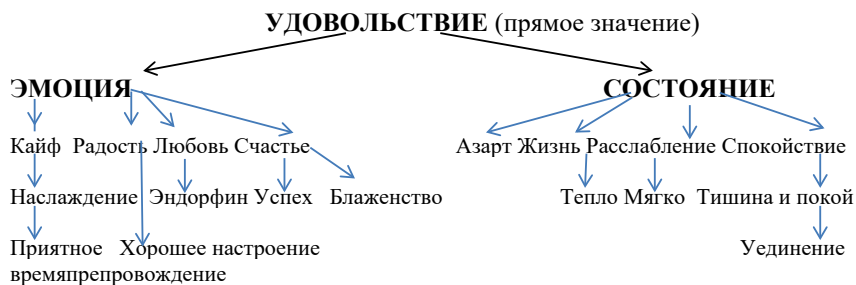 УДОВОЛЬСТВИЕ (прямое значение)
ЭМОЦИЯ СОСТОЯНИЕ
Кайф Радость Любовь Счастье Азарт Жизнь Расслабление Спокойствие
Наслаждение Эндорфин Успех Блаженство Тепло Мягко Тишина и покой
Приятное Хорошее настроение Уединение
времяпрепровождение